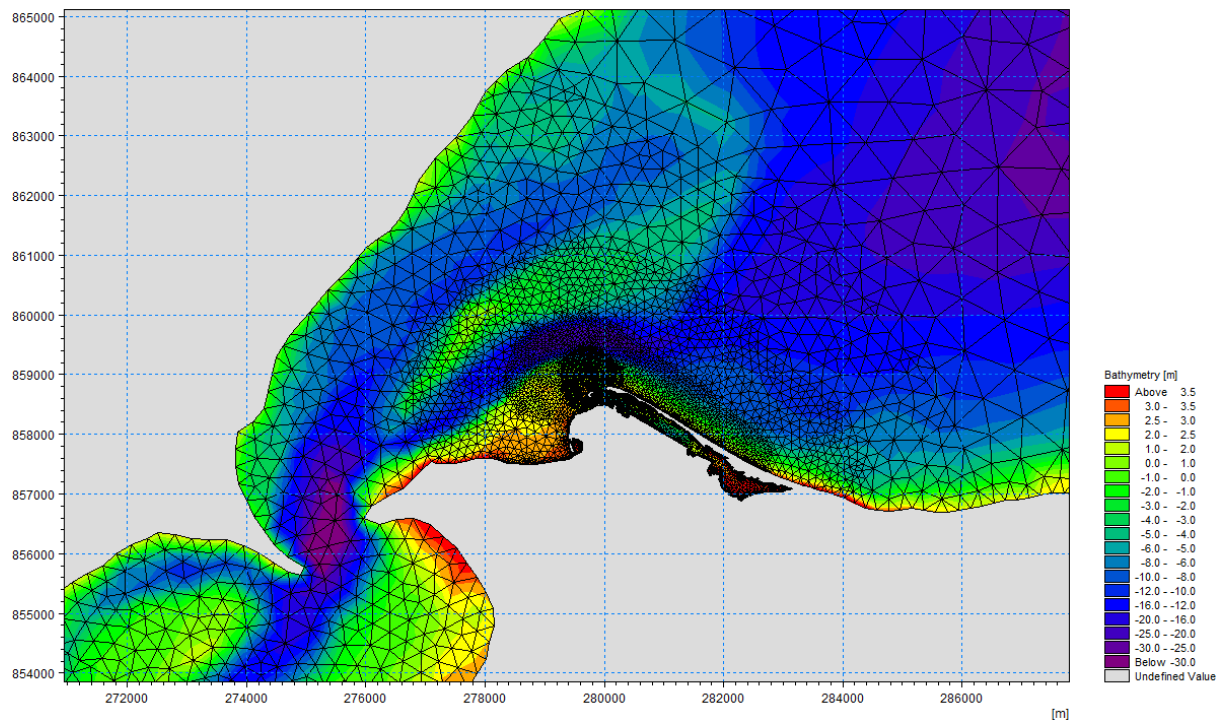 865000
864000
863000
862000
861000
860000
859000
858000
857000
856000
855000
854000
272000 274000 276000 278000 280000 282000 284000 286000
[m]
Bathymetry [m]
Above 3.5
3.0 - 3.5
2.5 - 3.0
2.0 - 2.5
1.0 - 2.0
0.0 - 1.0
-1.0 - 0.0
-2.0 - -1.0
-3.0 - -2.0
-4.0 - -3.0
-5.0 - -4.0
-6.0 - -5.0
-8.0 - -6.0
-10.0 - -8.0
-12.0 - -10.0
-16.0 - -12.0
-20.0 - -16.0
-25.0 - -20.0
-30.0 - -25.0
Below -30.0
Undefined Value